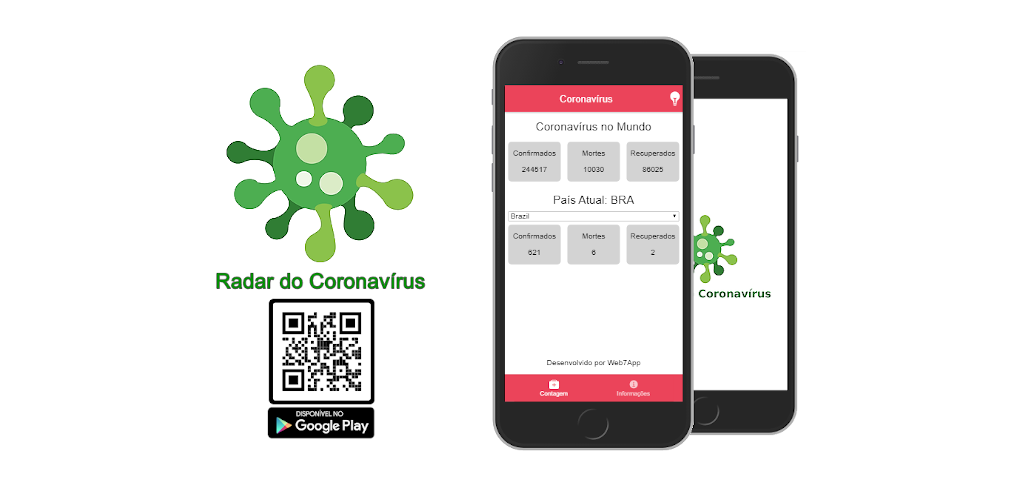 Radar do Coronavírus
DISPONÍVEL NO
Google Play
Coronavírus
Coronavírus no Mundo
Confirmados Mortes Recuperados
244517 10030 86025
País Atual: BRA
Brazil
Confirmados Mortes Recuperados
621 6 2
Desenvolvido por Web7App
Contagem Informações
Coronavírus